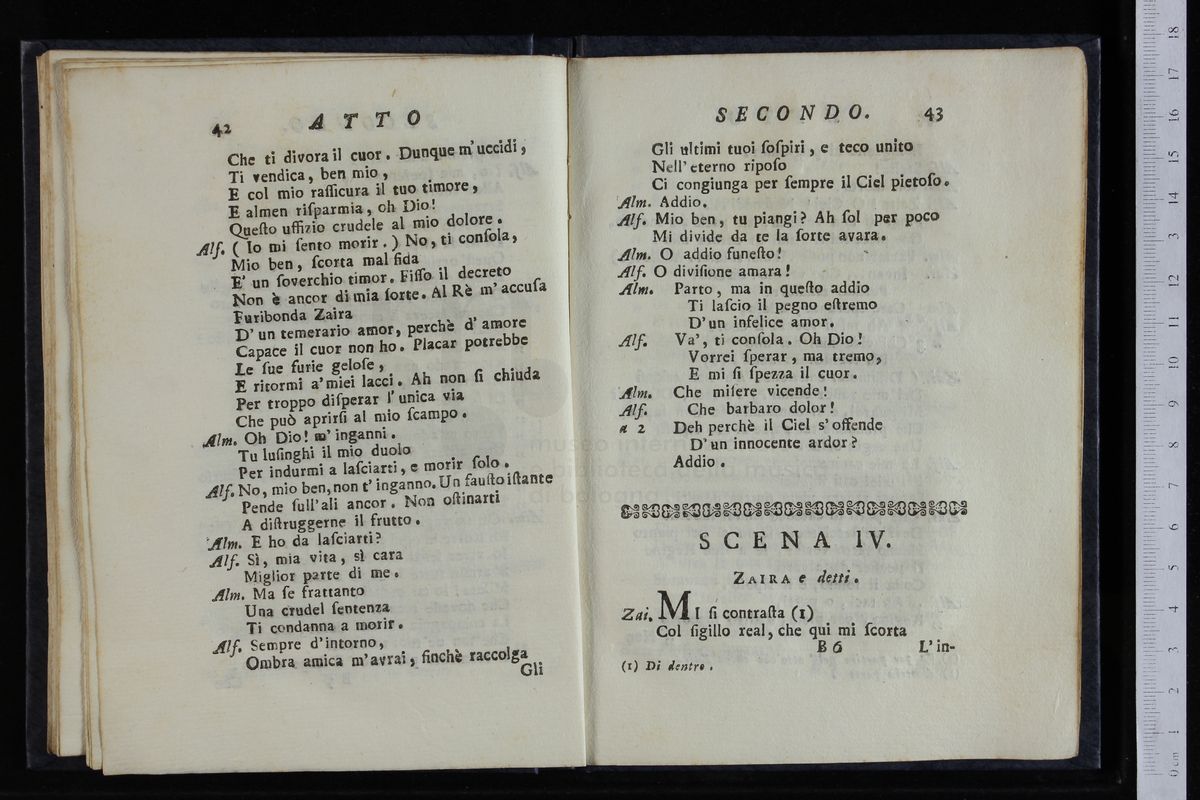 42 ATTO
Che ti divora il cuor. Dunque m'uccidi,
Ti vendica, ben mio,
E col mio raſſicura il tuo timore,
E almen riſparmia, oh Dio!
Queſto uffizio crudele al mio dolore.
Alf. ( Io mi ſento morir. ) No, ti conſola,
Mio ben, ſcorta mal fida
E' un ſoverchio timor. Fiſſo il decreto
Non è ancor di mia ſorte. Al Rè m'accuſa
Furibonda Zaira
D' un temerario amor, perchè d' amore
Capace il cuor non ho. Placar potrebbe
Le ſue furie geloſe,
E ritormi a' miei lacci. Ah non ſi chiuda
Per troppo diſperar l' unica via
Che può aprirſi al mio ſcampo.
Alm. Oh Dio! m' inganni.
Tu luſinghi il mio duolo
Per indurmi a laſciarti, e morir ſolo.
Alf. No, mio ben, non t' inganno. Un fauſto iſtante
Pende ſull' ali ancor. Non oſtinarti
A diſtruggerne il frutto.
Alm. E ho da laſciarti?
Alf. Sì, mia vita, sì cara
Miglior parte di me.
Alm. Ma ſe frattanto
Una crudel ſentenza
Ti condanna a morir.
Alf. Sempre d'intorno,
Ombra amica m'avrai, finchè raccolga
Gli
SECONDO. 43
Gli ultimi tuoi ſoſpiri, e teco unito
Nell' eterno ripoſo
Ci congiunga per ſempre il Ciel pietoſo.
Alm. Addio.
Alf. Mio ben, tu piangi? Ah ſol per poco
Mi divide da te la ſorte avara.
Alm. O addio funeſto!
Alf. O diviſione amara!
Alm. Parto, ma in queſto addio
Ti laſcio il pegno eſtremo
D'un infelice amor.
Alf. Va', ti conſola. Oh Dio!
Vorrei ſperar, ma tremo,
E mi ſi ſpezza il cuor.
Alm. Che miſere vicende!
Alf. Che barbaro dolor!
a 2 Deh perchè il Ciel s'offende
D'un innocente ardor?
Addio.
SCENA IV.
ZAIRA e detti.
Zai. MI ſi contraſta (1)
Col ſigillo real, che qui mi ſcorta
B 6 L'in-
(1) Di dentro.